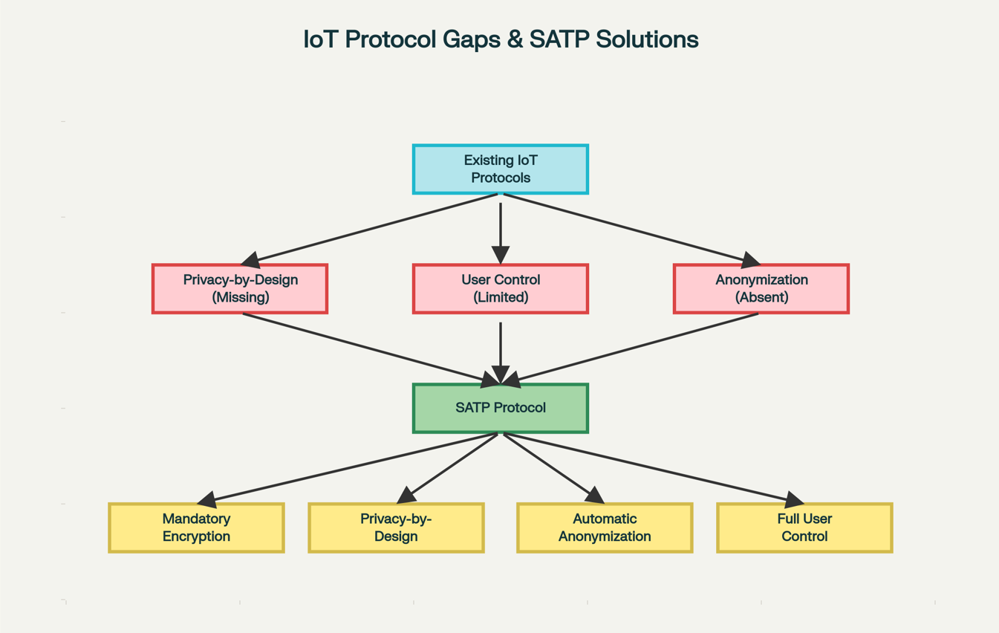 IoT Protocol Gaps & SATP Solutions
Existing IoT
Protocols
Privacy-by-Design
(Missing)
User Control
(Limited)
Anonymization
(Absent)
SATP Protocol
Mandatory
Encryption
Privacy-by-
Design
Automatic
Anonymization
Full User
Control